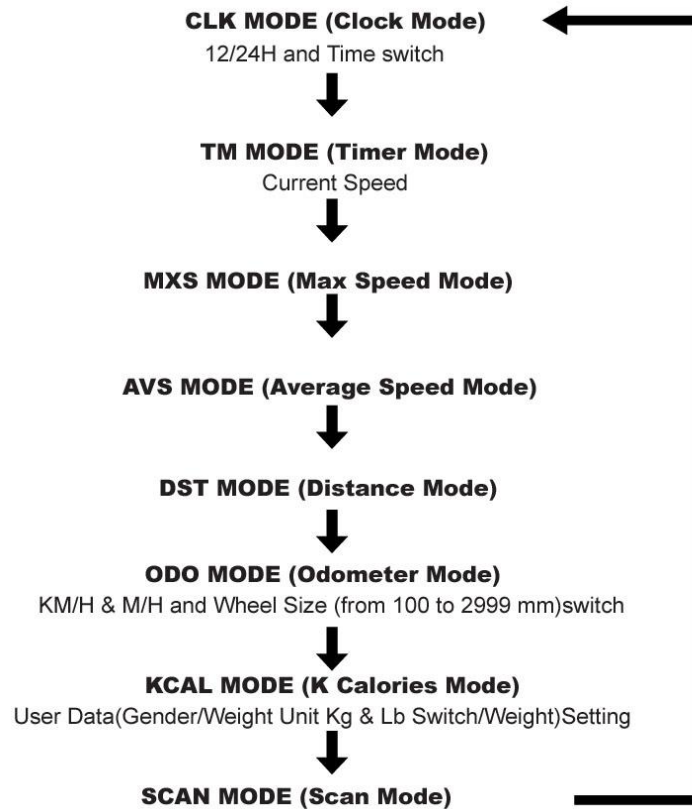 CLK MODE (Clock Mode)
12/24H and Time switch
TM MODE (Timer Mode)
Current Speed
MXS MODE (Max Speed Mode)
AVS MODE (Average Speed Mode)
DST MODE (Distance Mode)
ODO MODE (Odometer Mode)
KM/H & M/H and Wheel Size (from 100 to 2999 mm)switch
KCAL MODE (K Calories Mode)
User Data(Gender/Weight Unit Kg & Lb Switch/Weight)Setting
SCAN MODE (Scan Mode)